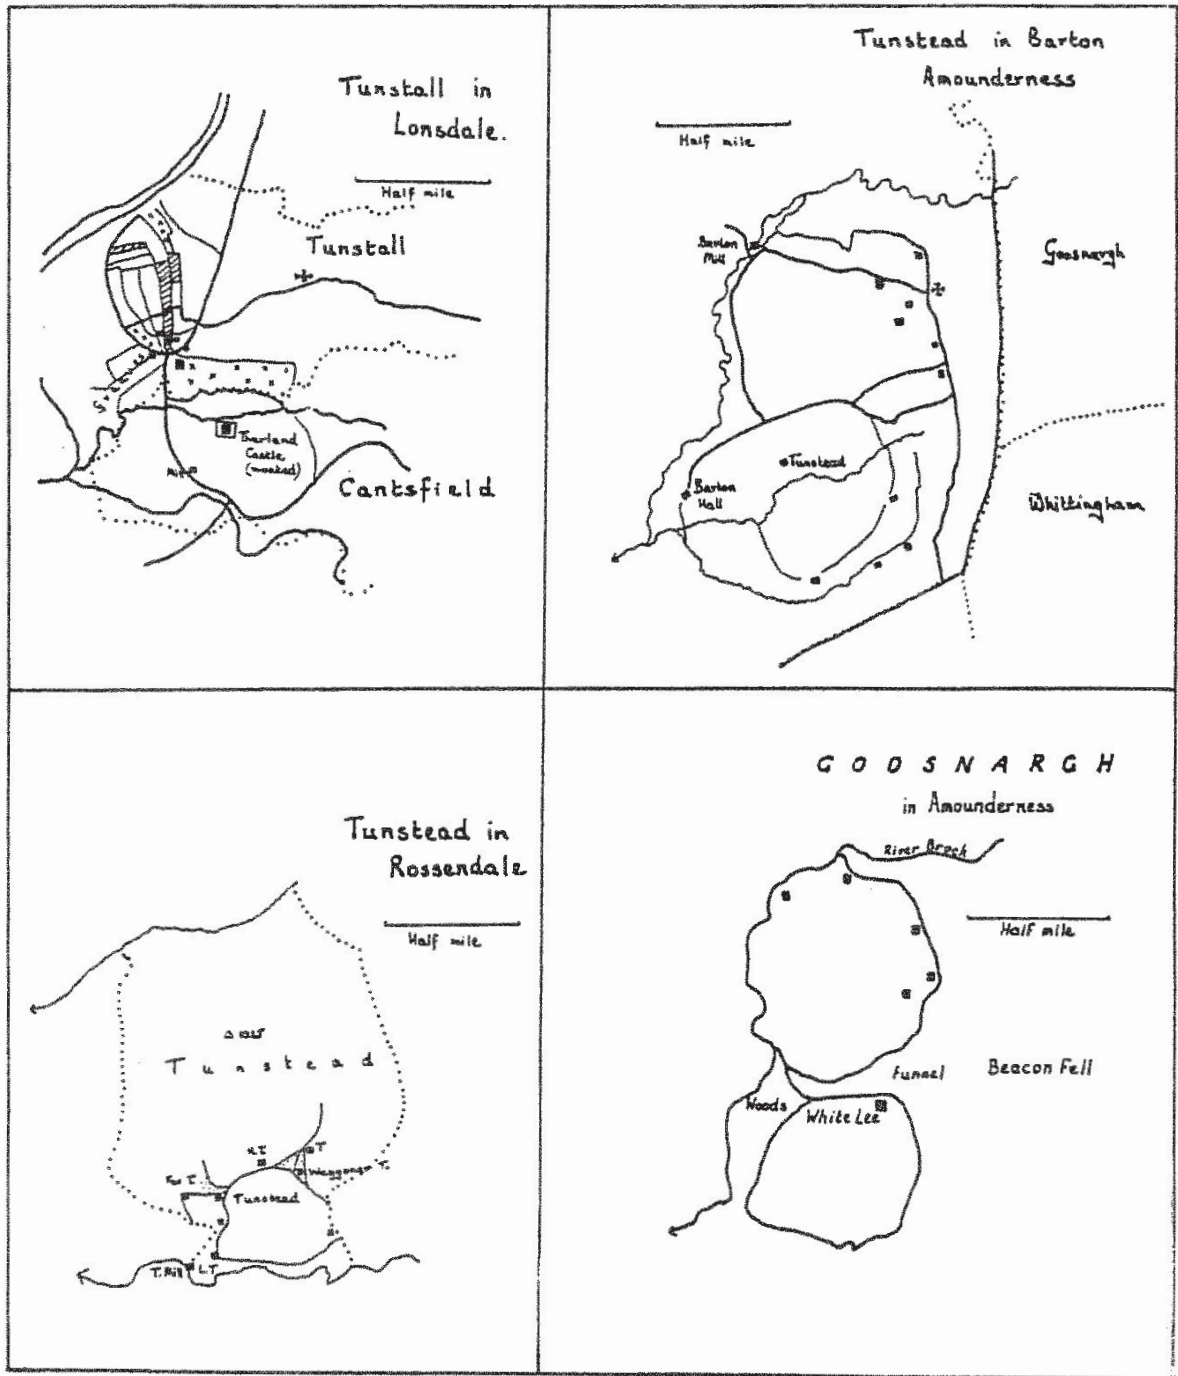 Tunstall in
Lonsdale.
Half mile
Tunstall
Thurland
Castle
(moated)
Mill
Cantsfield
Tunstead in Barton
Amounderness
Half mile
Barton
Mill
Goosnargh
Tunstead
Barton
Hall
Whittingham
Tunstead in
Rossendale
Half mile
Tunstead
H.T.
T
Far T.
Tunstead
T. Mill
L.T
GODSNARGH
in Amounderness
River Brock
Half mile
Funnel
Beacon Fell
Woods
White Lee